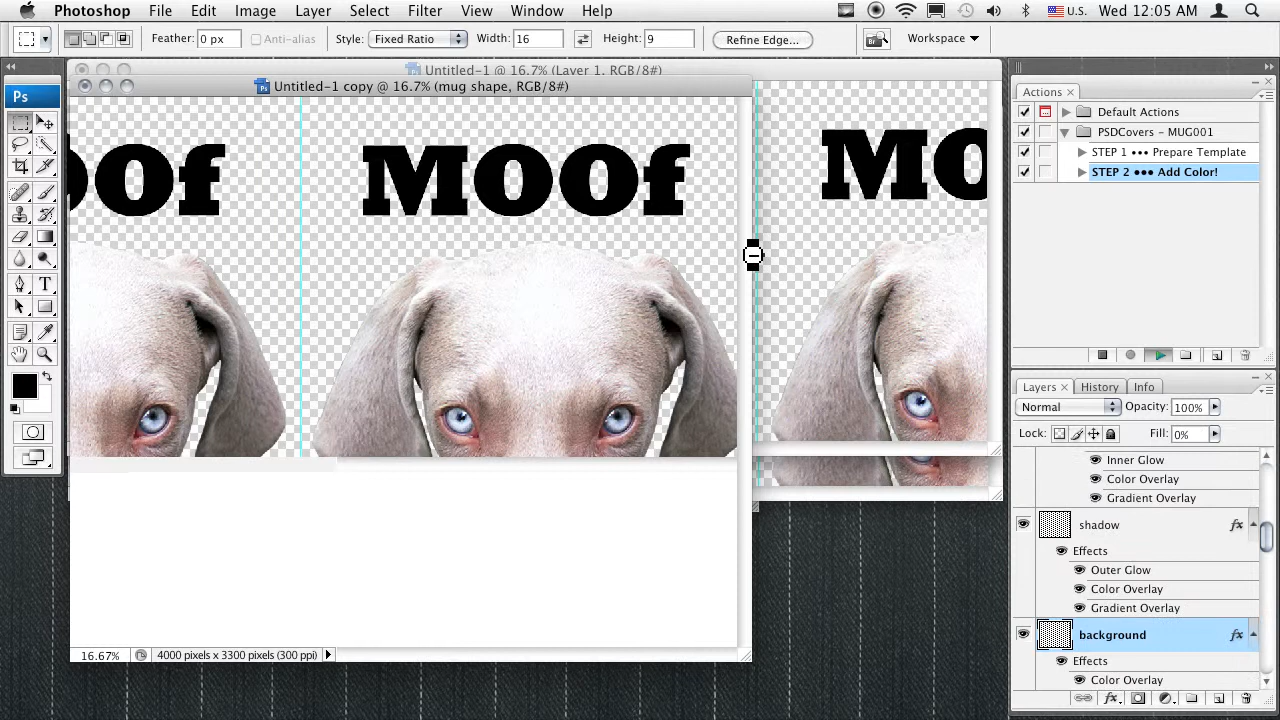 Photoshop File Edit Image Layer Select Filter View Window Help U.S. Wed 12:05 AM
Feather: 0 px Anti-alias Style: Fixed Ratio Width: 16 Height: 9 Refine Edge... Br Workspace
Untitled-1 @ 16.7% (Layer 1, RGB/8#)
Untitled-1 copy @ 16.7% (mug shape, RGB/8#)
Ps
T
Actions
Default Actions
PSDCovers - MUG001
STEP 1 ••• Prepare Template
STEP 2 ••• Add Color!
OOf MOOf MO
Layers History Info
Normal Opacity: 100%
Lock: Fill: 0%
Inner Glow
Color Overlay
Gradient Overlay
shadow fx
Effects
Outer Glow
Color Overlay
Gradient Overlay
background fx
Effects
Color Overlay
fx
16.67% 4000 pixels x 3300 pixels (300 ppi)